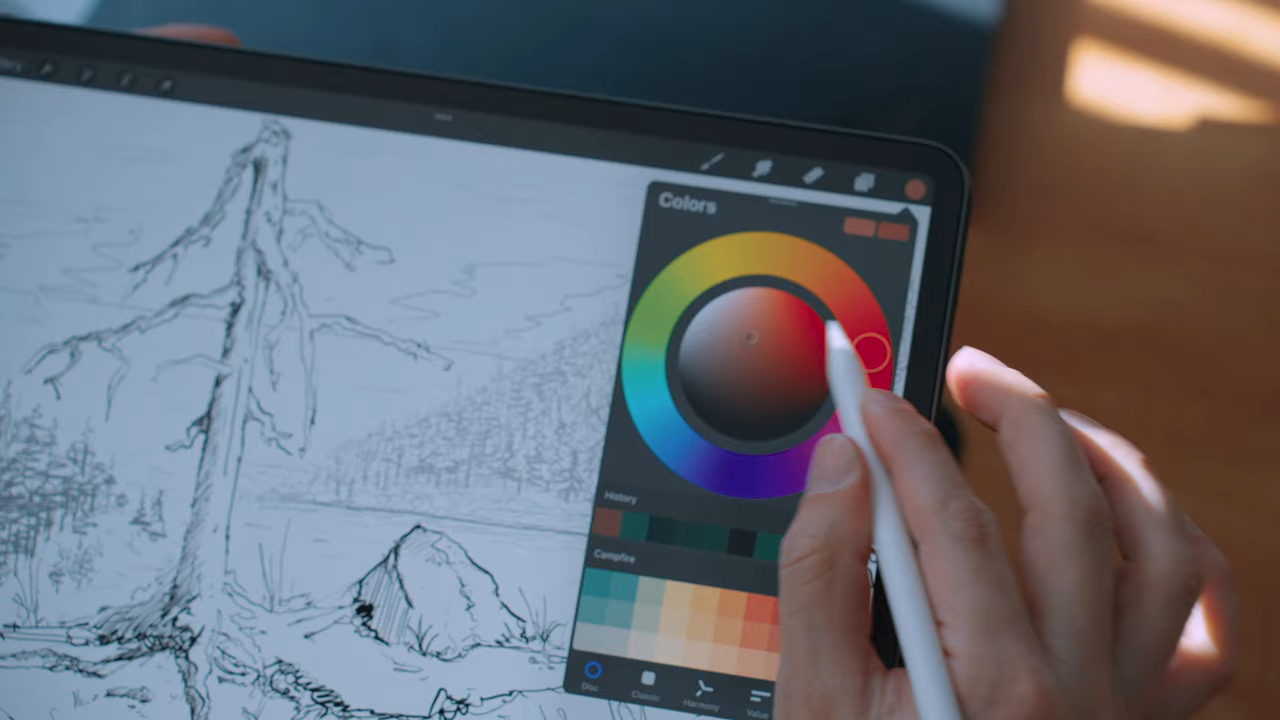 Colors
History
Campfire
Disc
Classic
Harmony
Value